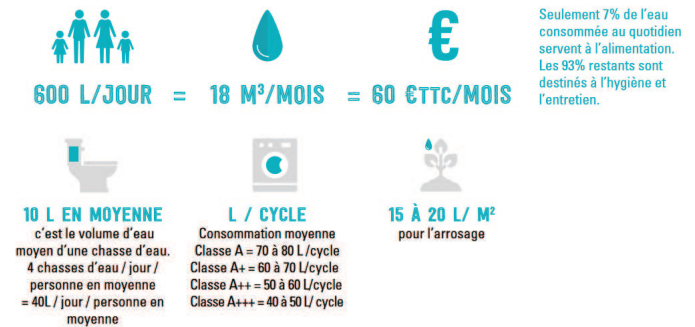 Seulement 7% de l'eau
consommée au quotidien
servent à l'alimentation.
Les 93% restants sont
destinés à l'hygiène et
l'entretien.
€
600 L/JOUR = 18 M³/MOIS = 60 €TTC/MOIS
10 L EN MOYENNE
c'est le volume d'eau
moyen d'une chasse d'eau.
4 chasses d'eau / jour /
personne en moyenne
= 40L / jour / personne en
moyenne
L / CYCLE
Consommation moyenne
Classe A = 70 à 80 L/cycle
Classe A+ = 60 à 70 L/cycle
Classe A++ = 50 à 60 L/cycle
Classe A+++ = 40 à 50 L/ cycle
15 À 20 L/ M²
pour l'arrosage